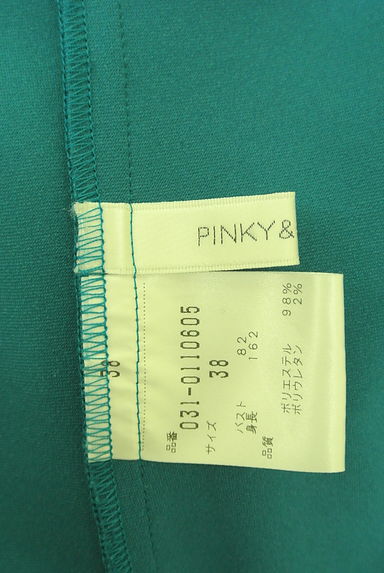 PINKY&
38
品番
031-0110605
サイズ 38
バスト 82
身長 162
品質
ポリエステル 98%
ポリウレタン 2%